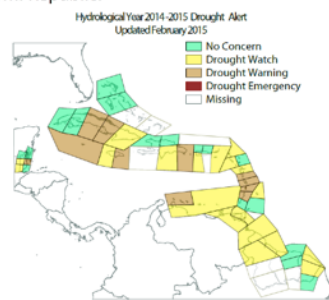 Hydrological Year 2014 -2015 Drought Alert
Updated February 2015
No Concern
Drought Watch
Drought Warning
Drought Emergency
Missing